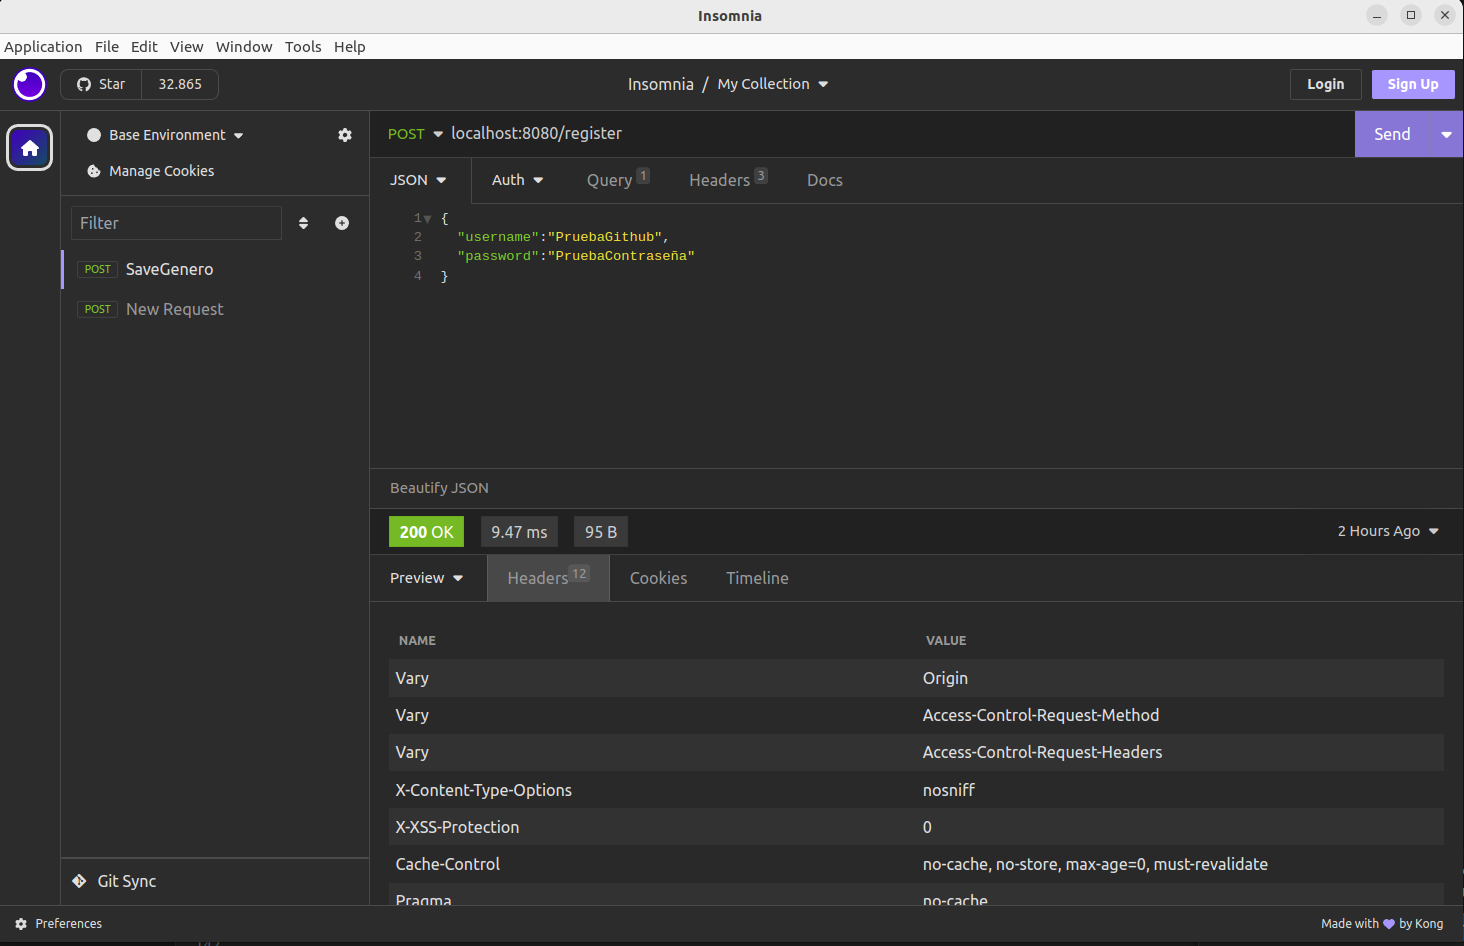 Insomnia
Application File Edit View Window Tools Help
Star 32.865
Insomnia / My Collection
Login Sign Up
Base Environment
Manage Cookies
Filter
POST SaveGenero
POST New Request
Git Sync
POST localhost:8080/register Send
JSON Auth Query 1 Headers 3 Docs
1 {
2 "username":"PruebaGithub",
3 "password":"PruebaContraseña"
4 }
Beautify JSON
200 OK 9.47 ms 95 B 2 Hours Ago
Preview Headers 12 Cookies Timeline
NAME VALUE
Vary Origin
Vary Access-Control-Request-Method
Vary Access-Control-Request-Headers
X-Content-Type-Options nosniff
X-XSS-Protection 0
Cache-Control no-cache, no-store, max-age=0, must-revalidate
Pragma no-cache
Preferences
Made with 💜 by Kong